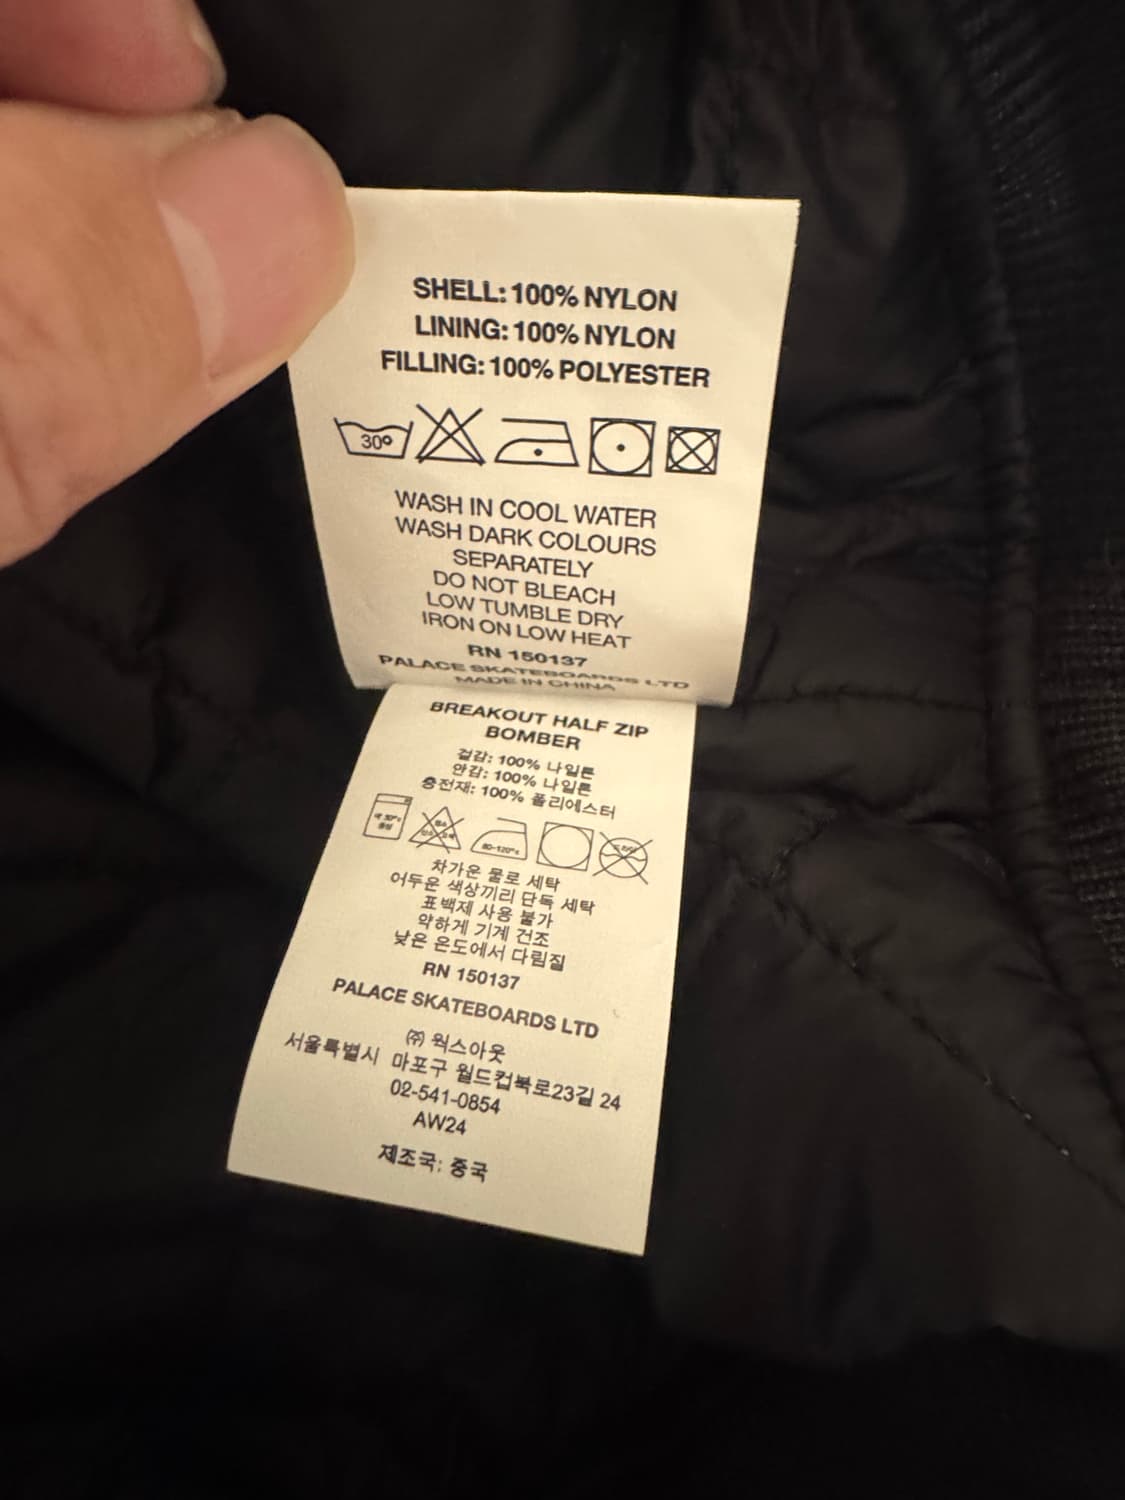 SHELL: 100% NYLON
LINING: 100% NYLON
FILLING: 100% POLYESTER
30°
WASH IN COOL WATER
WASH DARK COLOURS
SEPARATELY
DO NOT BLEACH
LOW TUMBLE DRY
IRON ON LOW HEAT
RN 150137
PALACE SKATEBOARDS LTD
MADE IN CHINA
BREAKOUT HALF ZIP
BOMBER
겉감: 100% 나일론
안감: 100% 나일론
충전재: 100% 폴리에스터
80-120°c
차가운 물로 세탁
어두운 색상끼리 단독 세탁
표백제 사용 불가
약하게 기계 건조
낮은 온도에서 다림질
RN 150137
PALACE SKATEBOARDS LTD
㈜ 웍스아웃
서울특별시 마포구 월드컵북로23길 24
02-541-0854
AW24
제조국: 중국